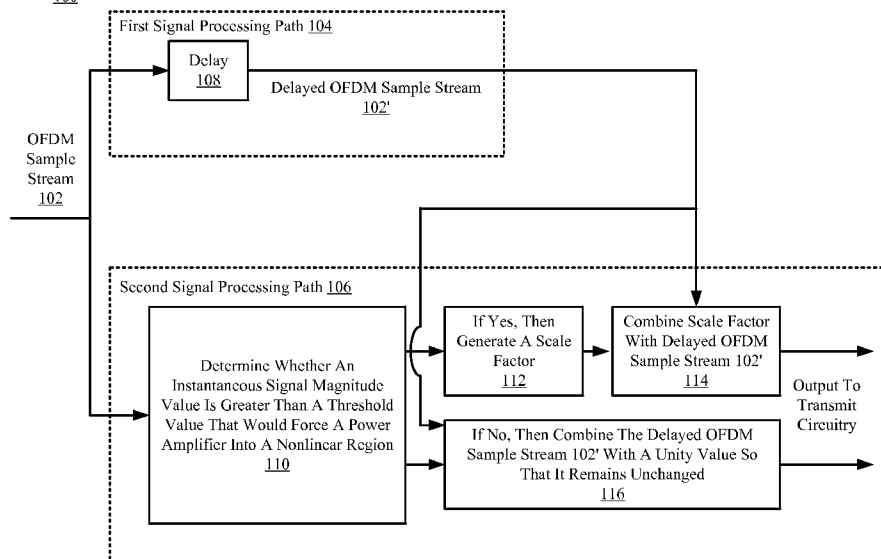 First Signal Processing Path 104
Delay
108
Delayed OFDM Sample Stream
102'
OFDM
Sample
Stream
102
Second Signal Processing Path 106
Determine Whether An
Instantaneous Signal Magnitude
Value Is Greater Than A Threshold
Value That Would Force A Power
Amplifier Into A Nonlinear Region
110
If Yes, Then
Generate A Scale
Factor
112
Combine Scale Factor
With Delayed OFDM
Sample Stream 102'
114
Output To
Transmit
Circuitry
If No, Then Combine The Delayed OFDM
Sample Stream 102' With A Unity Value So
That It Remains Unchanged
116